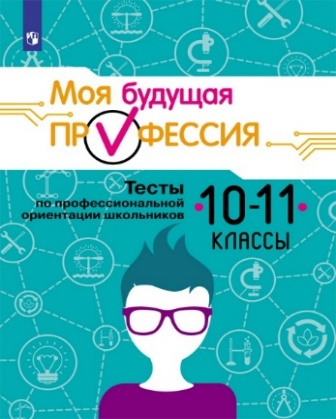 Моя будущая
ПРОФЕССИЯ
Тесты
по профессиональной
ориентации школьников
·10-11·
КЛАССЫ